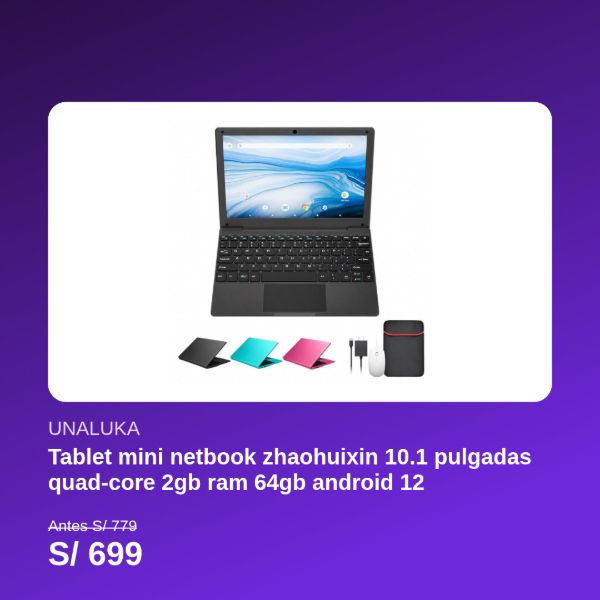 UNALUKA
Tablet mini netbook zhaohuixin 10.1 pulgadas
quad-core 2gb ram 64gb android 12
Antes S/ 779
S/ 699